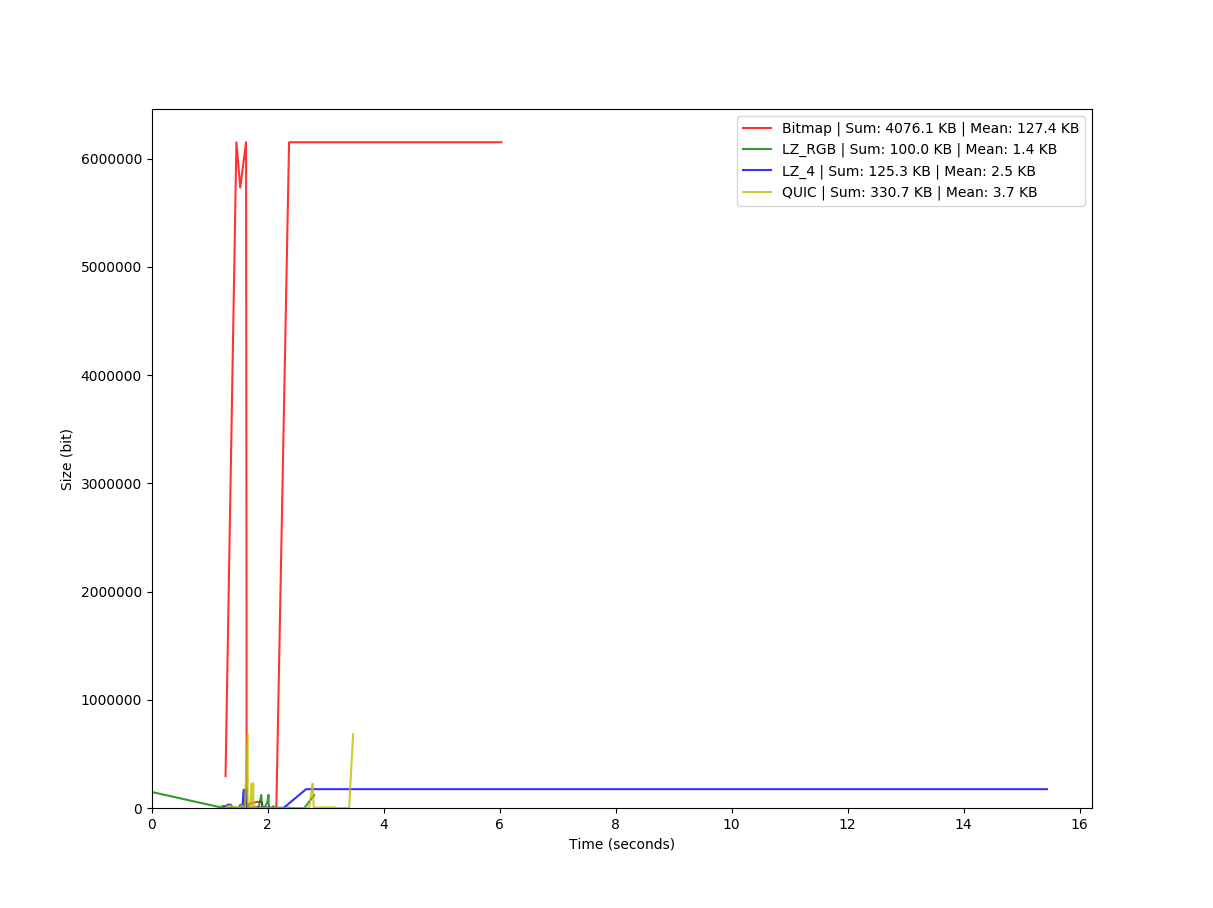 Bitmap | Sum: 4076.1 KB | Mean: 127.4 KB
LZ_RGB | Sum: 100.0 KB | Mean: 1.4 KB
LZ_4 | Sum: 125.3 KB | Mean: 2.5 KB
QUIC | Sum: 330.7 KB | Mean: 3.7 KB
6000000
5000000
4000000
3000000
2000000
1000000
0
Size (bit)
0 2 4 6 8 10 12 14 16
Time (seconds)